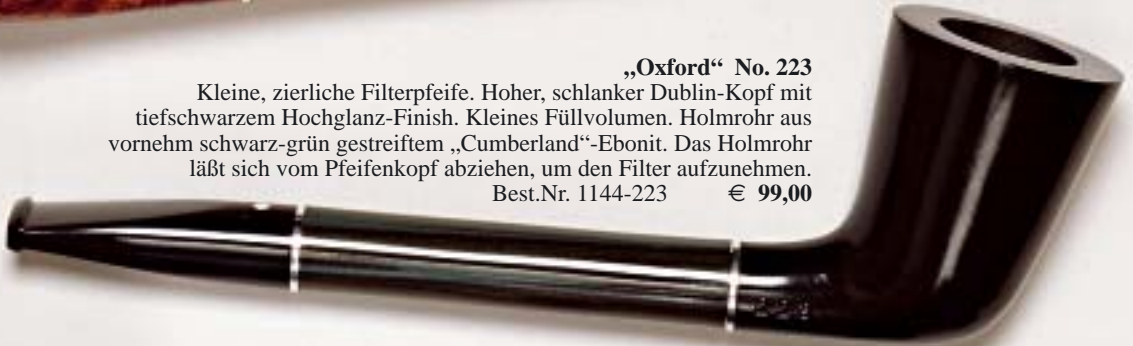 „Oxford“ No. 223
Kleine, zierliche Filterpfeife. Hoher, schlanker Dublin-Kopf mit
tiefschwarzem Hochglanz-Finish. Kleines Füllvolumen. Holmrohr aus
vornehm schwarz-grün gestreiftem „Cumberland“-Ebonit. Das Holmrohr
läßt sich vom Pfeifenkopf abziehen, um den Filter aufzunehmen.
Best.Nr. 1144-223 € 99,00